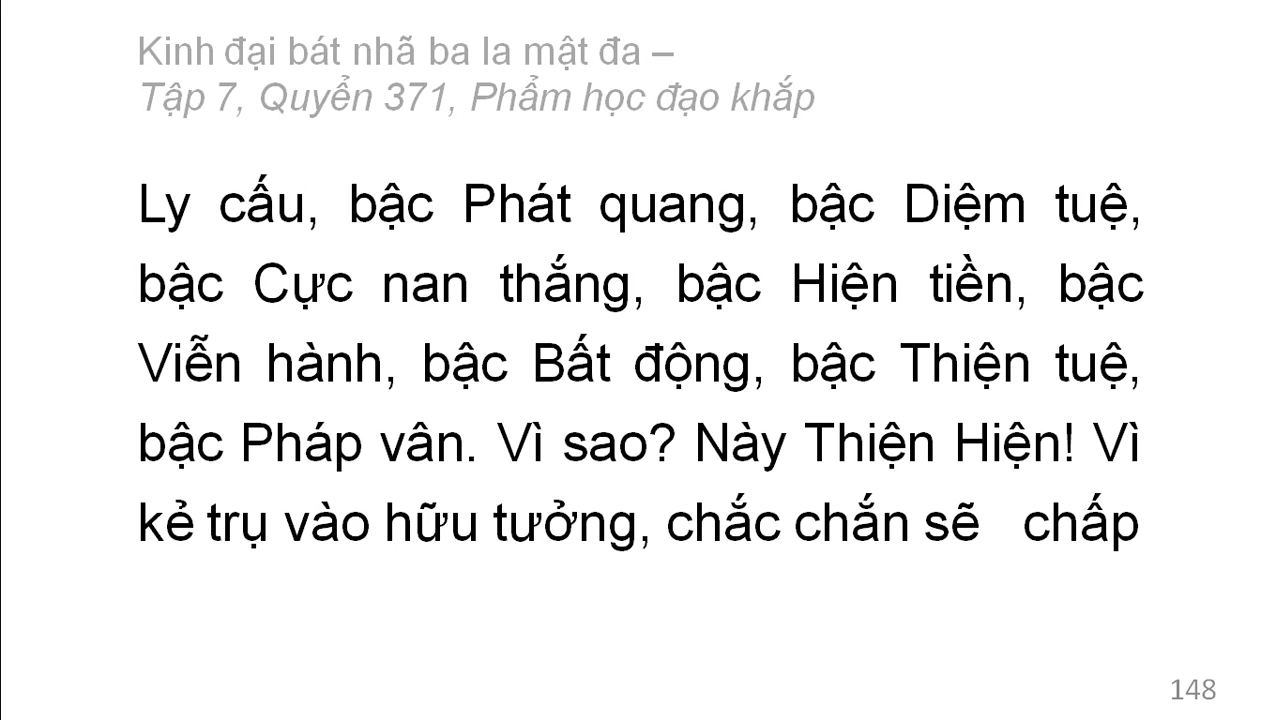 Kinh đại bát nhã ba la mật đa –
Tập 7, Quyển 371, Phẩm học đạo khắp
Ly cấu, bậc Phát quang, bậc Diệm tuệ,
bậc Cực nan thắng, bậc Hiện tiền, bậc
Viễn hành, bậc Bất động, bậc Thiện tuệ,
bậc Pháp vân. Vì sao? Này Thiện Hiện! Vì
kẻ trụ vào hữu tưởng, chắc chắn sẽ chấp
148